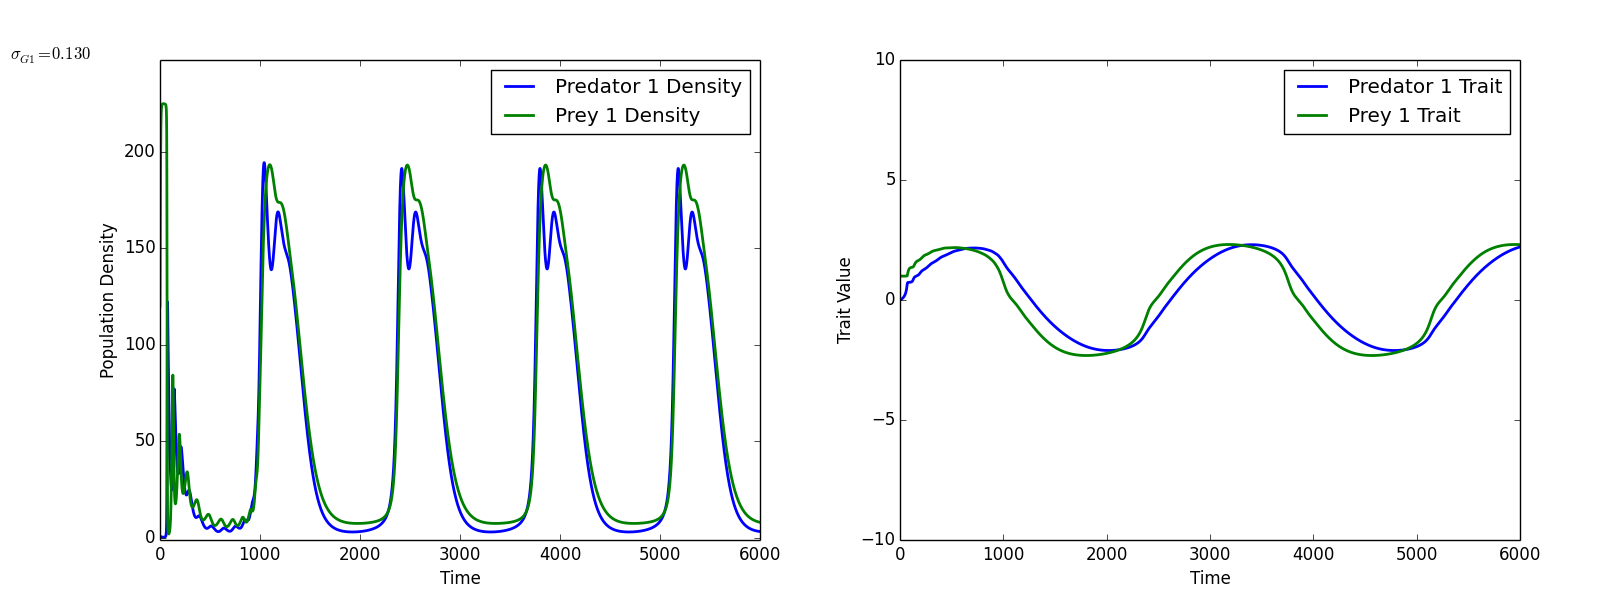 σ_G1=0.130
Predator 1 Density
Prey 1 Density
Population Density
200
150
100
50
0
0 1000 2000 3000 4000 5000 6000
Time
Predator 1 Trait
Prey 1 Trait
Trait Value
10
5
0
−5
−10
0 1000 2000 3000 4000 5000 6000
Time